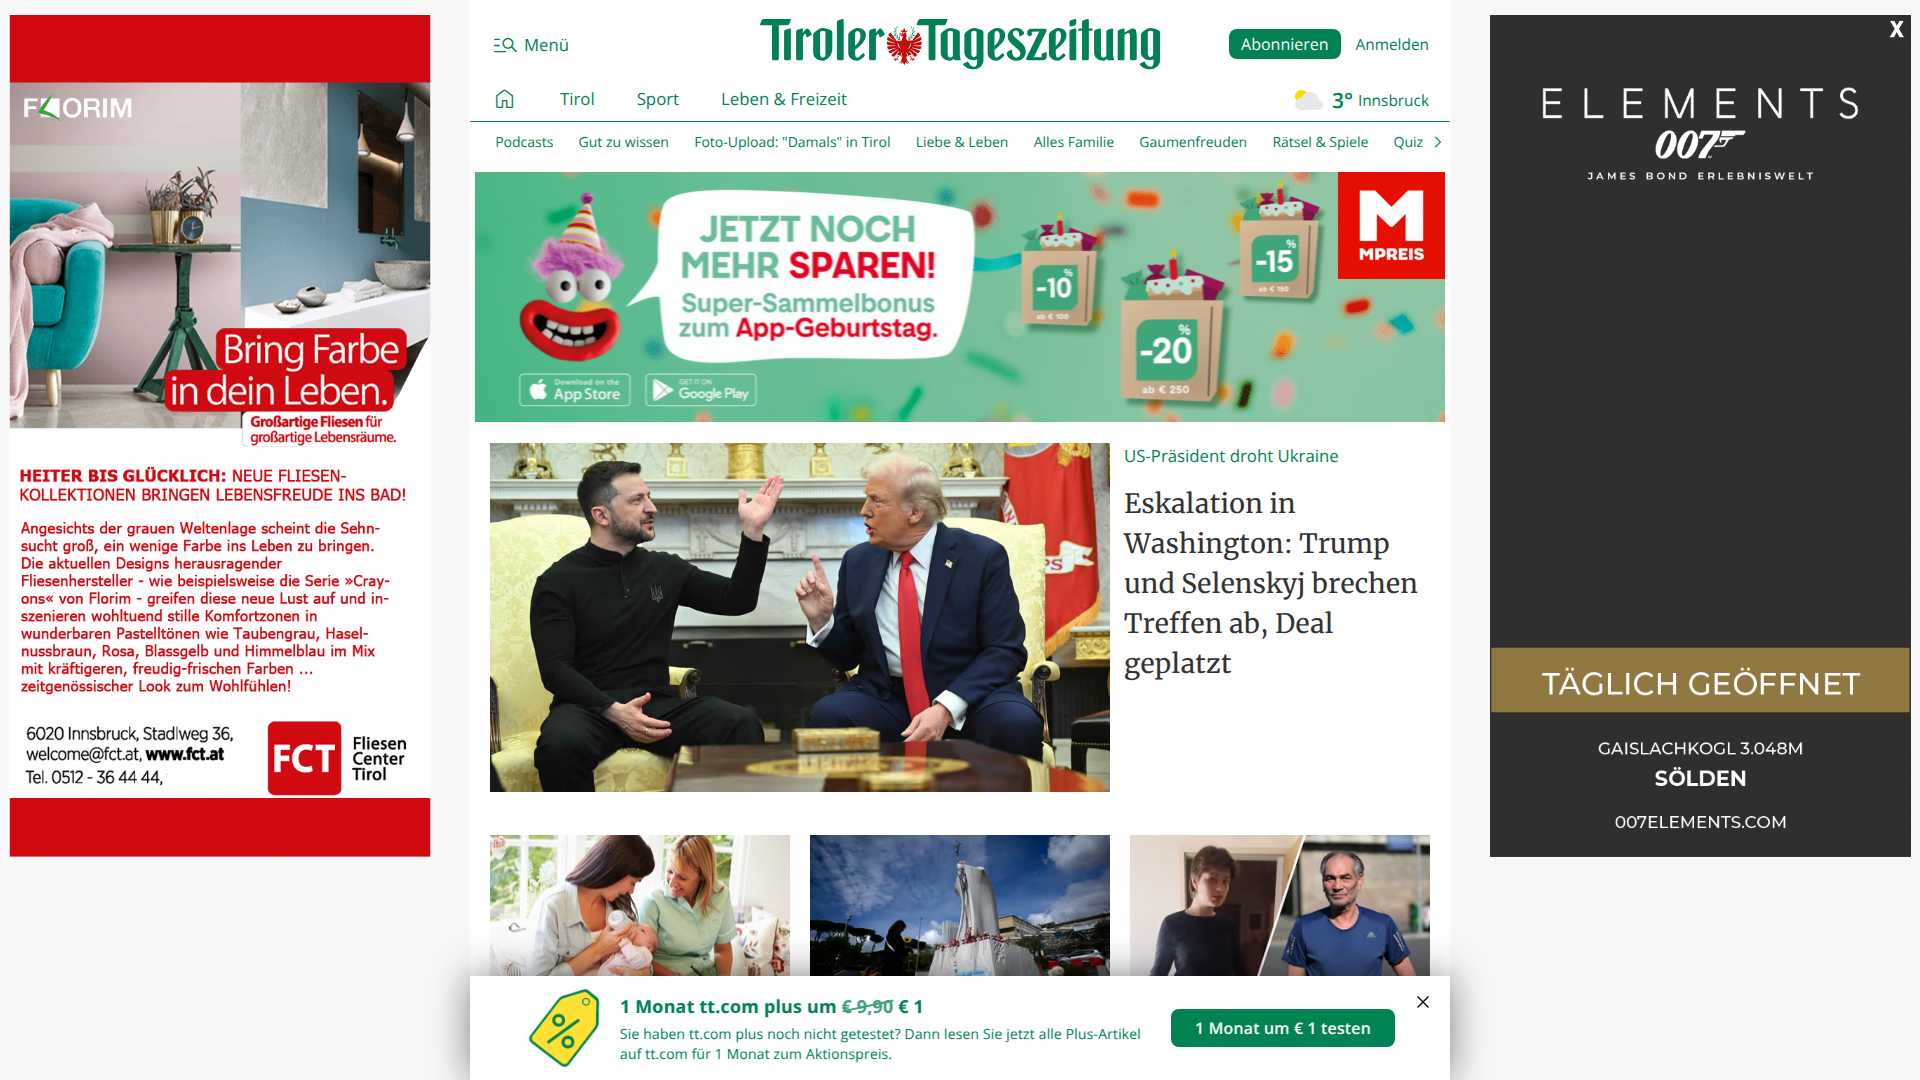 FLORIM
Bring Farbe
in dein Leben.
Großartige Fliesen für
großartige Lebensräume.
HEITER BIS GLÜCKLICH: NEUE FLIESEN-
KOLLEKTIONEN BRINGEN LEBENSFREUDE INS BAD!
Angesichts der grauen Weltenlage scheint die Sehn-
sucht groß, ein wenige Farbe ins Leben zu bringen.
Die aktuellen Designs herausragender
Fliesenhersteller - wie beispielsweise die Serie »Cray-
ons« von Florim - greifen diese neue Lust auf und in-
szenieren wohltuend stille Komfortzonen in
wunderbaren Pastelltönen wie Taubengrau, Hasel-
nussbraun, Rosa, Blassgelb und Himmelblau im Mix
mit kräftigeren, freudig-frischen Farben ...
zeitgenössischer Look zum Wohlfühlen!
6020 Innsbruck, Stadlweg 36,
welcome@fct.at, www.fct.at
Tel. 0512 - 36 44 44,
FCT
Fliesen
Center
Tirol
Menü
Tiroler Tageszeitung
Abonnieren
Anmelden
Tirol
Sport
Leben & Freizeit
3° Innsbruck
Podcasts
Gut zu wissen
Foto-Upload: "Damals" in Tirol
Liebe & Leben
Alles Familie
Gaumenfreuden
Rätsel & Spiele
Quiz
JETZT NOCH
MEHR SPAREN!
Super-Sammelbonus
zum App-Geburtstag.
Download on the
App Store
GET IT ON
Google Play
-10%
ab € 100
-20%
ab € 250
-15%
ab € 150
M
MPREIS
US-Präsident droht Ukraine
Eskalation in
Washington: Trump
und Selenskyj brechen
Treffen ab, Deal
geplatzt
1 Monat tt.com plus um € 9,90 € 1
Sie haben tt.com plus noch nicht getestet? Dann lesen Sie jetzt alle Plus-Artikel
auf tt.com für 1 Monat zum Aktionspreis.
1 Monat um € 1 testen
X
ELEMENTS
007
JAMES BOND ERLEBNISWELT
TÄGLICH GEÖFFNET
GAISLACHKOGL 3.048M
SÖLDEN
007ELEMENTS.COM